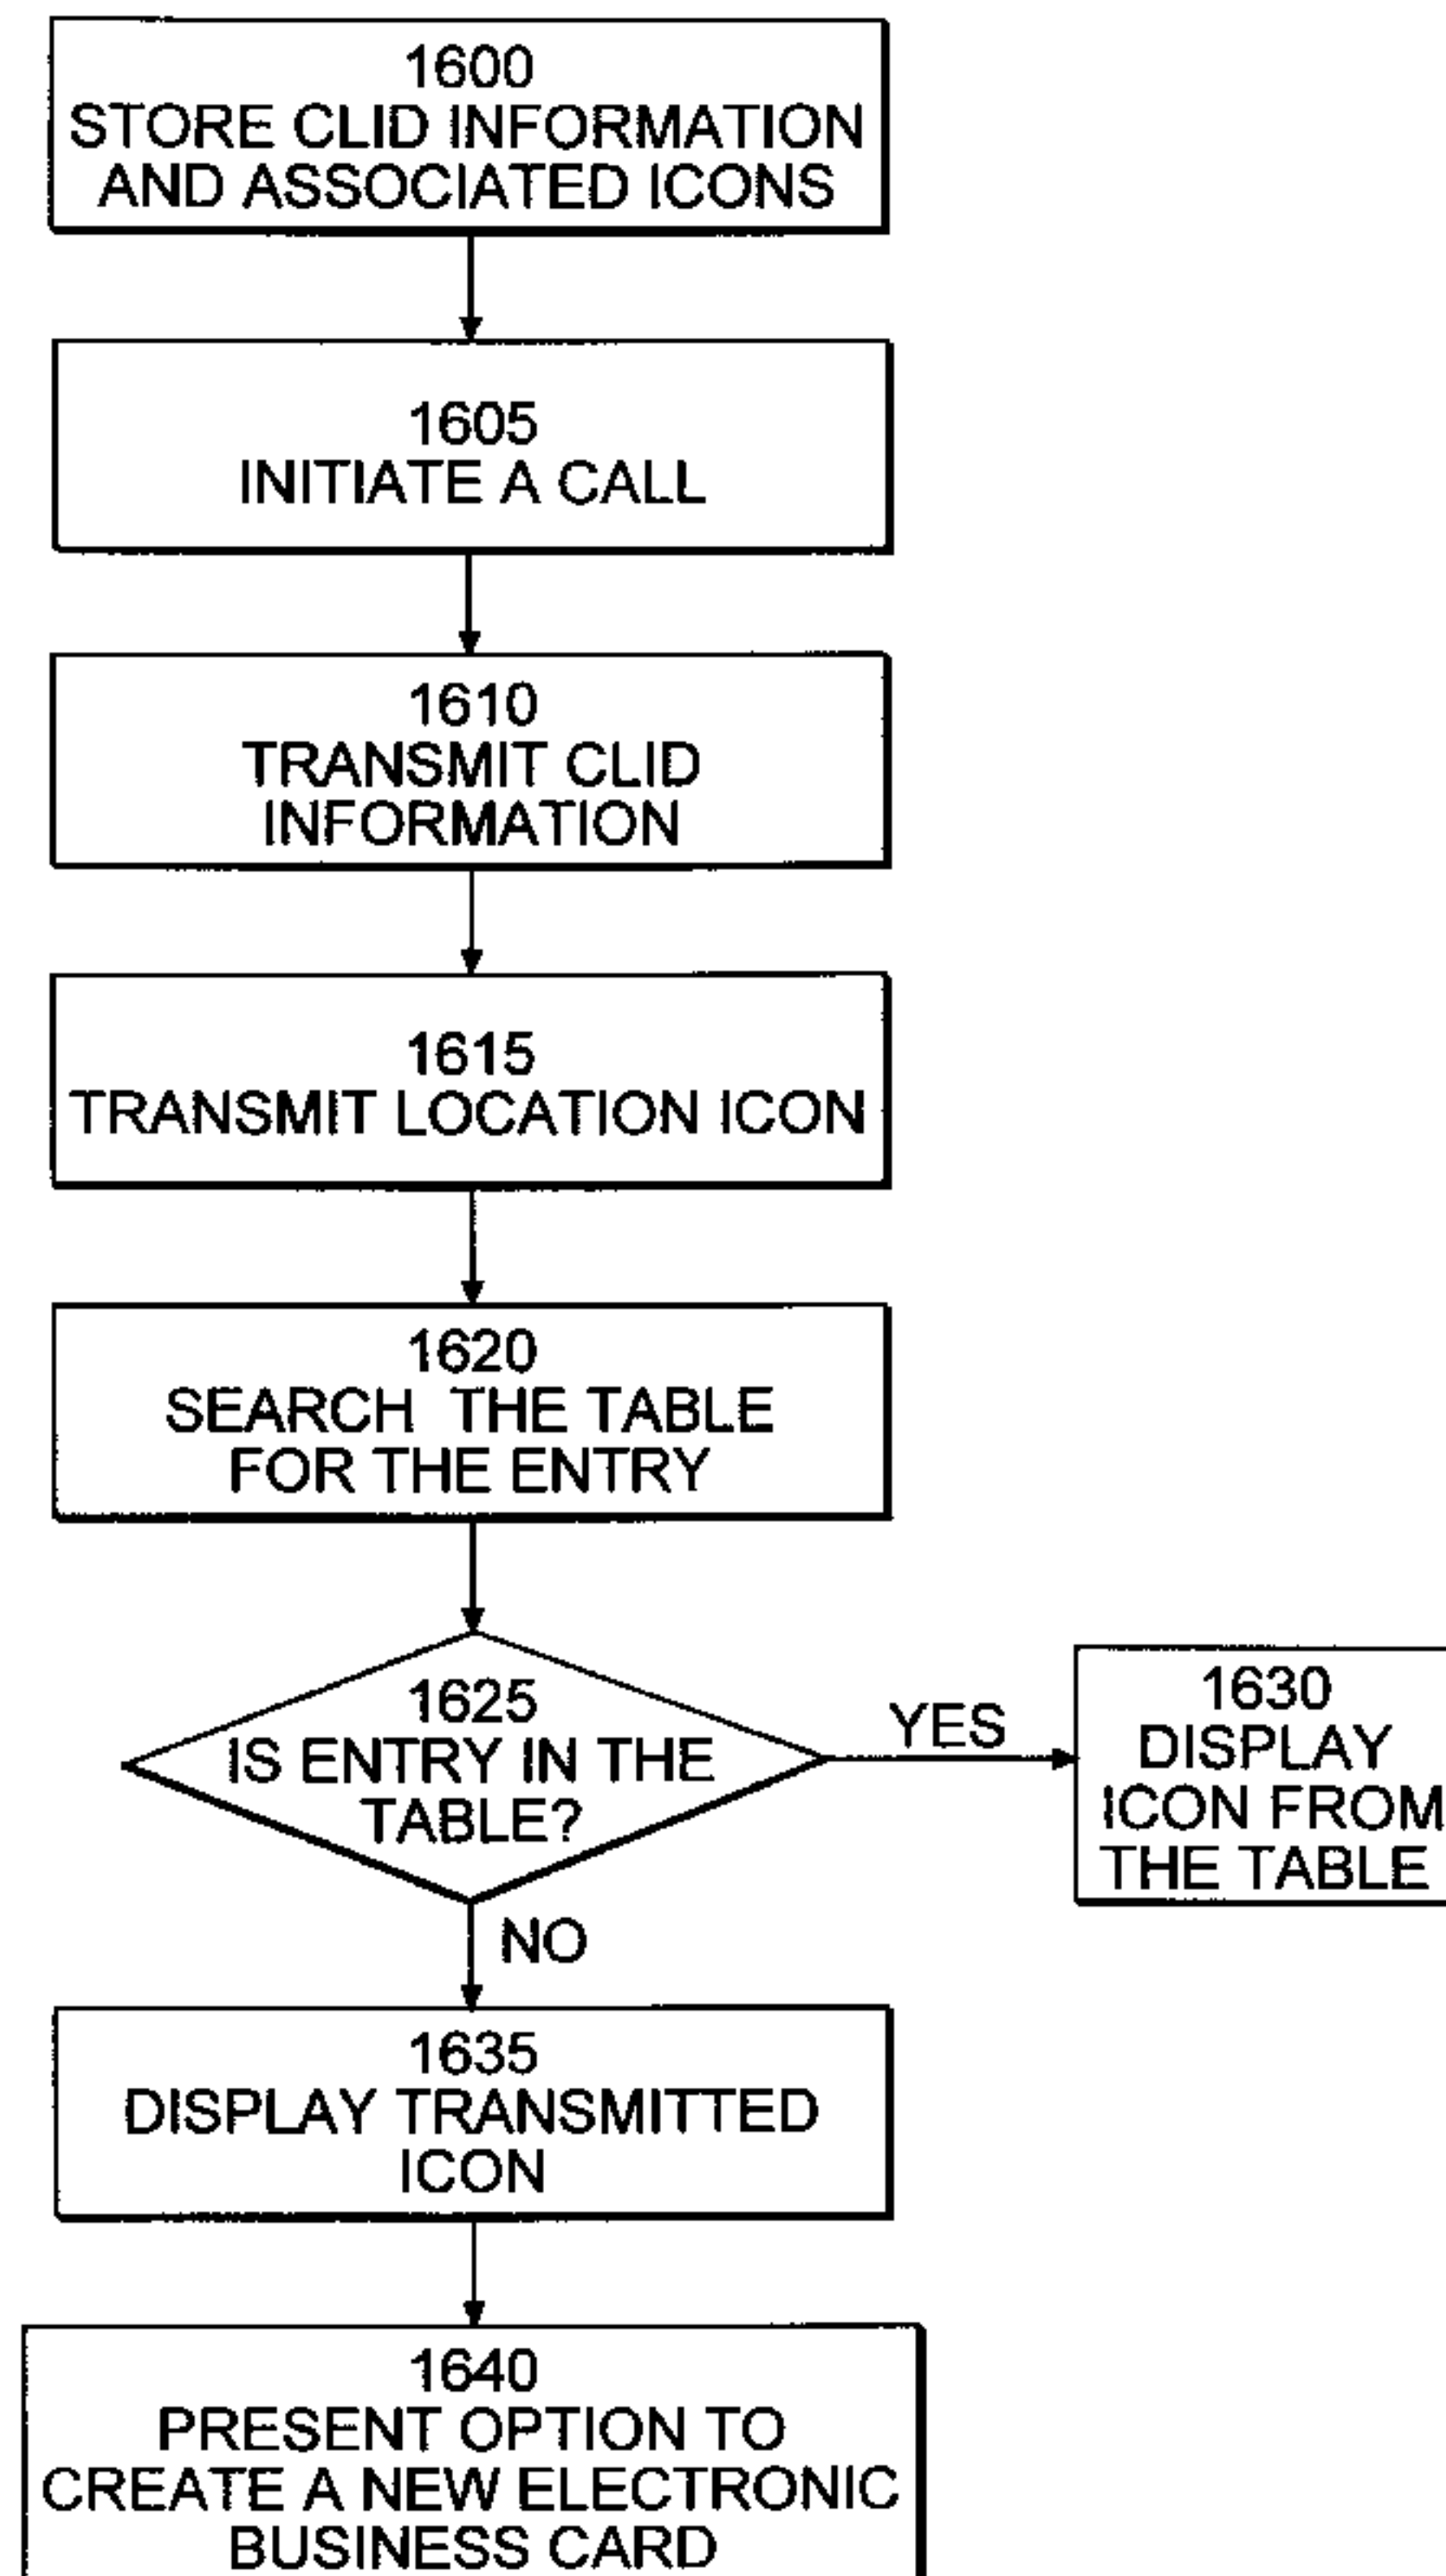 1600
STORE CLID INFORMATION
AND ASSOCIATED ICONS
1605
INITIATE A CALL
1610
TRANSMIT CLID
INFORMATION
1615
TRANSMIT LOCATION ICON
1620
SEARCH THE TABLE
FOR THE ENTRY
1625
IS ENTRY IN THE
TABLE?
YES
1630
DISPLAY
ICON FROM
THE TABLE
NO
1635
DISPLAY TRANSMITTED
ICON
1640
PRESENT OPTION TO
CREATE A NEW ELECTRONIC
BUSINESS CARD